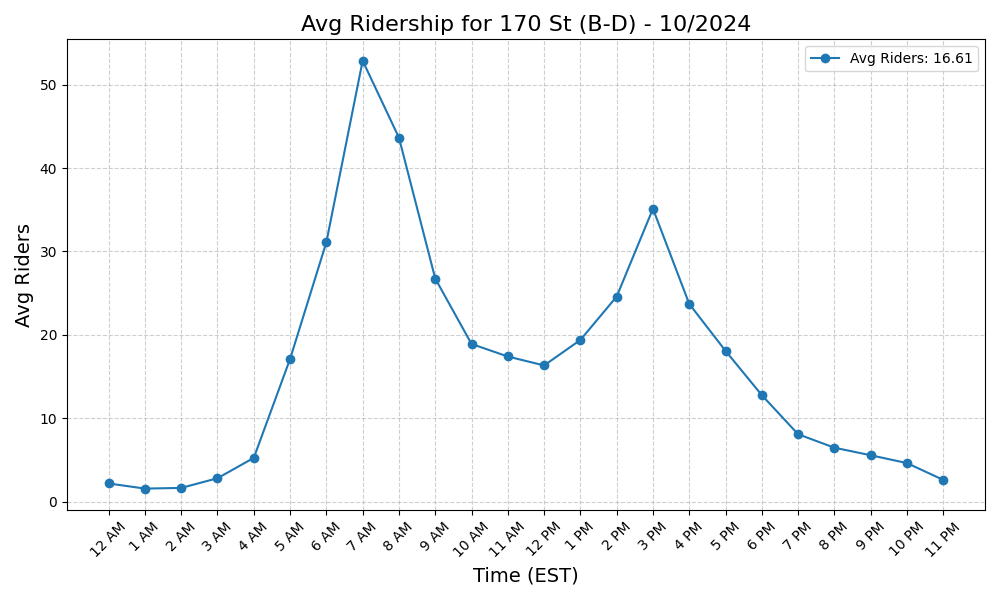 Avg Ridership for 170 St (B-D) - 10/2024
Avg Riders: 16.61
Avg Riders
50
40
30
20
10
0
12 AM
1 AM
2 AM
3 AM
4 AM
5 AM
6 AM
7 AM
8 AM
9 AM
10 AM
11 AM
12 PM
1 PM
2 PM
3 PM
4 PM
5 PM
6 PM
7 PM
8 PM
9 PM
10 PM
11 PM
Time (EST)